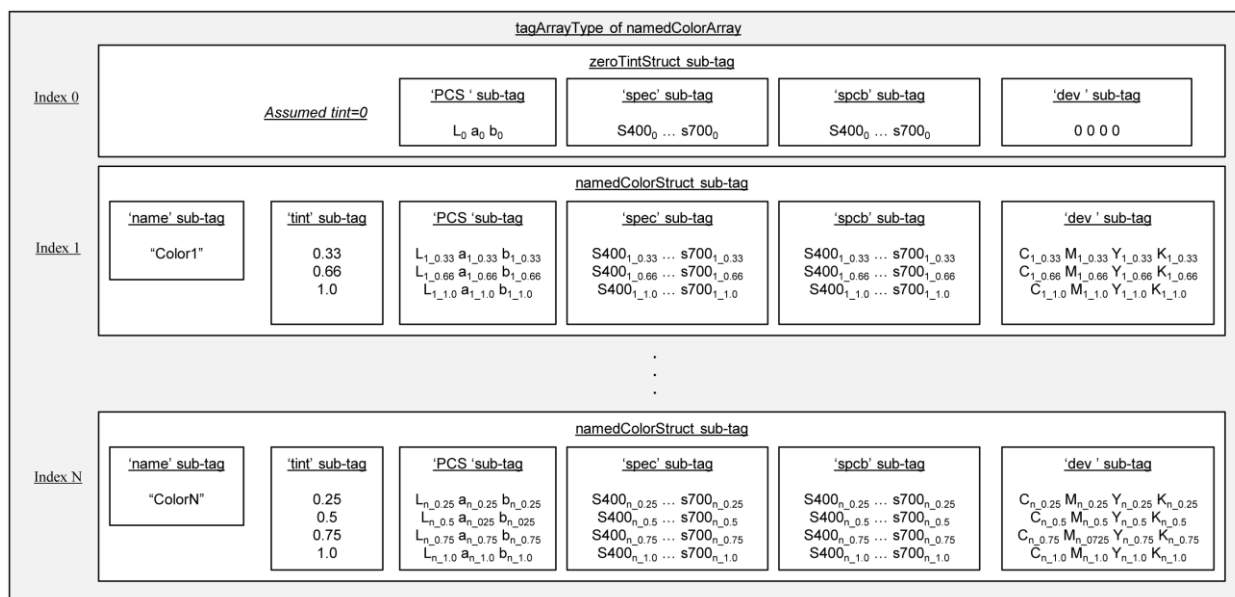 tagArrayType of namedColorArray
zeroTintStruct sub-tag
Index 0
Assumed tint=0
‘PCS ‘ sub-tag
L0 a0 b0
‘spec’ sub-tag
S4000 … s7000
‘spcb’ sub-tag
S4000 … s7000
‘dev ’ sub-tag
0 0 0 0
namedColorStruct sub-tag
Index 1
‘name’ sub-tag
“Color1”
‘tint’ sub-tag
0.33
0.66
1.0
‘PCS ‘sub-tag
L1_0.33 a1_0.33 b1_0.33
L1_0.66 a1_0.66 b1_0.66
L1_1.0 a1_1.0 b1_1.0
‘spec’ sub-tag
S4001_0.33 … s7001_0.33
S4001_0.66 … s7001_0.66
S4001_1.0 … s7001_1.0
‘spcb’ sub-tag
S4001_0.33 … s7001_0.33
S4001_0.66 … s7001_0.66
S4001_1.0 … s7001_1.0
‘dev ’ sub-tag
C1_0.33 M1_0.33 Y1_0.33 K1_0.33
C1_0.66 M1_0.66 Y1_0.66 K1_0.66
C1_1.0 M1_1.0 Y1_1.0 K1_1.0
.
.
.
namedColorStruct sub-tag
Index N
‘name’ sub-tag
“ColorN”
‘tint’ sub-tag
0.25
0.5
0.75
1.0
‘PCS ‘sub-tag
Ln_0.25 an_0.25 bn_0.25
Ln_0.5 an_025 bn_025
Ln_0.75 an_0.75 bn_0.75
Ln_1.0 an_1.0 bn_1.0
‘spec’ sub-tag
S400n_0.25 … s700n_0.25
S400n_0.5 … s700n_0.5
S400n_0.75 … s700n_0.75
S400n_1.0 … s700n_1.0
‘spcb’ sub-tag
S400n_0.25 … s700n_0.25
S400n_0.5 … s700n_0.5
S400n_0.75 … s700n_0.75
S400n_1.0 … s700n_1.0
‘dev ’ sub-tag
Cn_0.25 Mn_0.25 Yn_0.25 Kn_0.25
Cn_0.5 Mn_0.5 Yn_0.5 Kn_0.5
Cn_0.75 Mn_0725 Yn_0.75 Kn_0.75
Cn_1.0 Mn_1.0 Yn_1.0 Kn_1.0